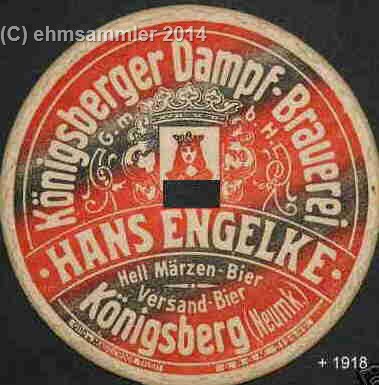 (C) ehmsammler 2014
Königsberger Dampf-Brauerei
G.m.b.H.
HANS ENGELKE
Hell Märzen-Bier
Versand-Bier
Königsberg (Neumk.)
+ 1918